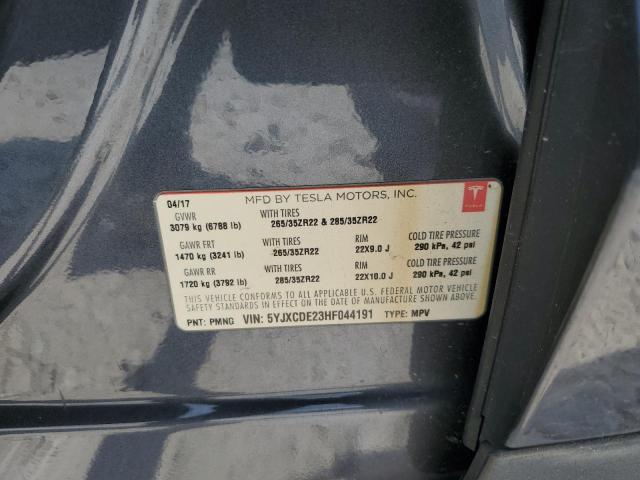 04/17 MFD BY TESLA MOTORS, INC.
GVWR WITH TIRES
3079 kg (6788 lb) 265/35ZR22 & 285/35ZR22
GAWR FRT WITH TIRES RIM COLD TIRE PRESSURE
1470 kg (3241 lb) 265/35ZR22 22X9.0 J 290 kPa, 42 psi
GAWR RR WITH TIRES RIM COLD TIRE PRESSURE
1720 kg (3792 lb) 285/35ZR22 22X10.0 J 290 kPa, 42 psi
THIS VEHICLE CONFORMS TO ALL APPLICABLE U.S. FEDERAL MOTOR VEHICLE
SAFETY STANDARDS IN EFFECT ON THE DATE OF THE MANUFACTURE SHOWN ABOVE.
PNT: PMNG VIN: 5YJXCDE23HF044191 TYPE: MPV
TESLA